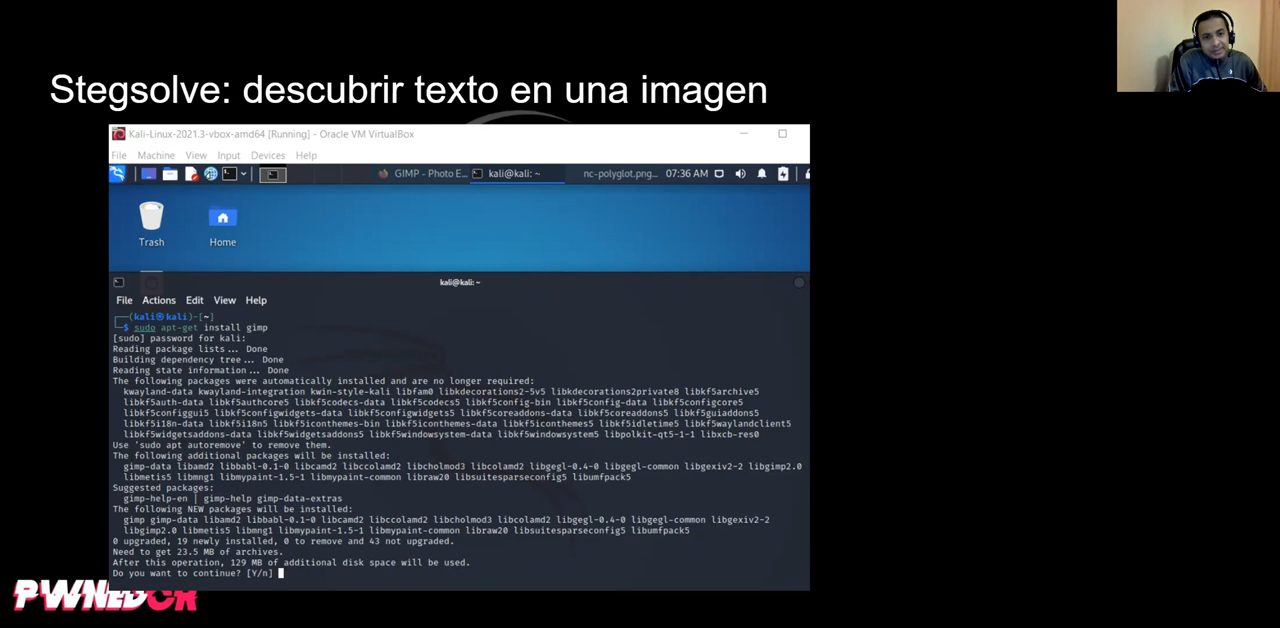 Stegsolve: descubrir texto en una imagen
Kali-Linux-2021.3-vbox-amd64 [Running] - Oracle VM VirtualBox
File Machine View Input Devices Help
GIMP - Photo E... kali@kali: ~ nc-polyglot.png... 07:36 AM
Trash Home
kali@kali: ~
File Actions Edit View Help
┌──(kali㉿kali)-[~]
└─$ sudo apt-get install gimp
[sudo] password for kali:
Reading package lists... Done
Building dependency tree... Done
Reading state information... Done
The following packages were automatically installed and are no longer required:
kwayland-data kwayland-integration kwin-style-kali libfam0 libkdecorations2-5v5 libkdecorations2private8 libkf5archive5
libkf5auth-data libkf5authcore5 libkf5codecs-data libkf5codecs5 libkf5config-bin libkf5config-data libkf5configcore5
libkf5configgui5 libkf5configwidgets-data libkf5configwidgets5 libkf5coreaddons-data libkf5coreaddons5 libkf5guiaddons5
libkf5i18n-data libkf5i18n5 libkf5iconthemes-bin libkf5iconthemes-data libkf5iconthemes5 libkf5idletime5 libkf5waylandclient5
libkf5widgetsaddons-data libkf5widgetsaddons5 libkf5windowsystem-data libkf5windowsystem5 libpolkit-qt5-1-1 libxcb-res0
Use 'sudo apt autoremove' to remove them.
The following additional packages will be installed:
gimp-data libamd2 libbabl-0.1-0 libcamd2 libccolamd2 libcholmod3 libcolamd2 libgegl-0.4-0 libgegl-common libgexiv2-2 libgimp2.0
libmetis5 libmng1 libmypaint-1.5-1 libmypaint-common libraw20 libsuitesparseconfig5 libumfpack5
Suggested packages:
gimp-help-en | gimp-help gimp-data-extras
The following NEW packages will be installed:
gimp gimp-data libamd2 libbabl-0.1-0 libcamd2 libccolamd2 libcholmod3 libcolamd2 libgegl-0.4-0 libgegl-common libgexiv2-2
libgimp2.0 libmetis5 libmng1 libmypaint-1.5-1 libmypaint-common libraw20 libsuitesparseconfig5 libumfpack5
0 upgraded, 19 newly installed, 0 to remove and 43 not upgraded.
Need to get 23.5 MB of archives.
After this operation, 129 MB of additional disk space will be used.
Do you want to continue? [Y/n]
PWNEDCR